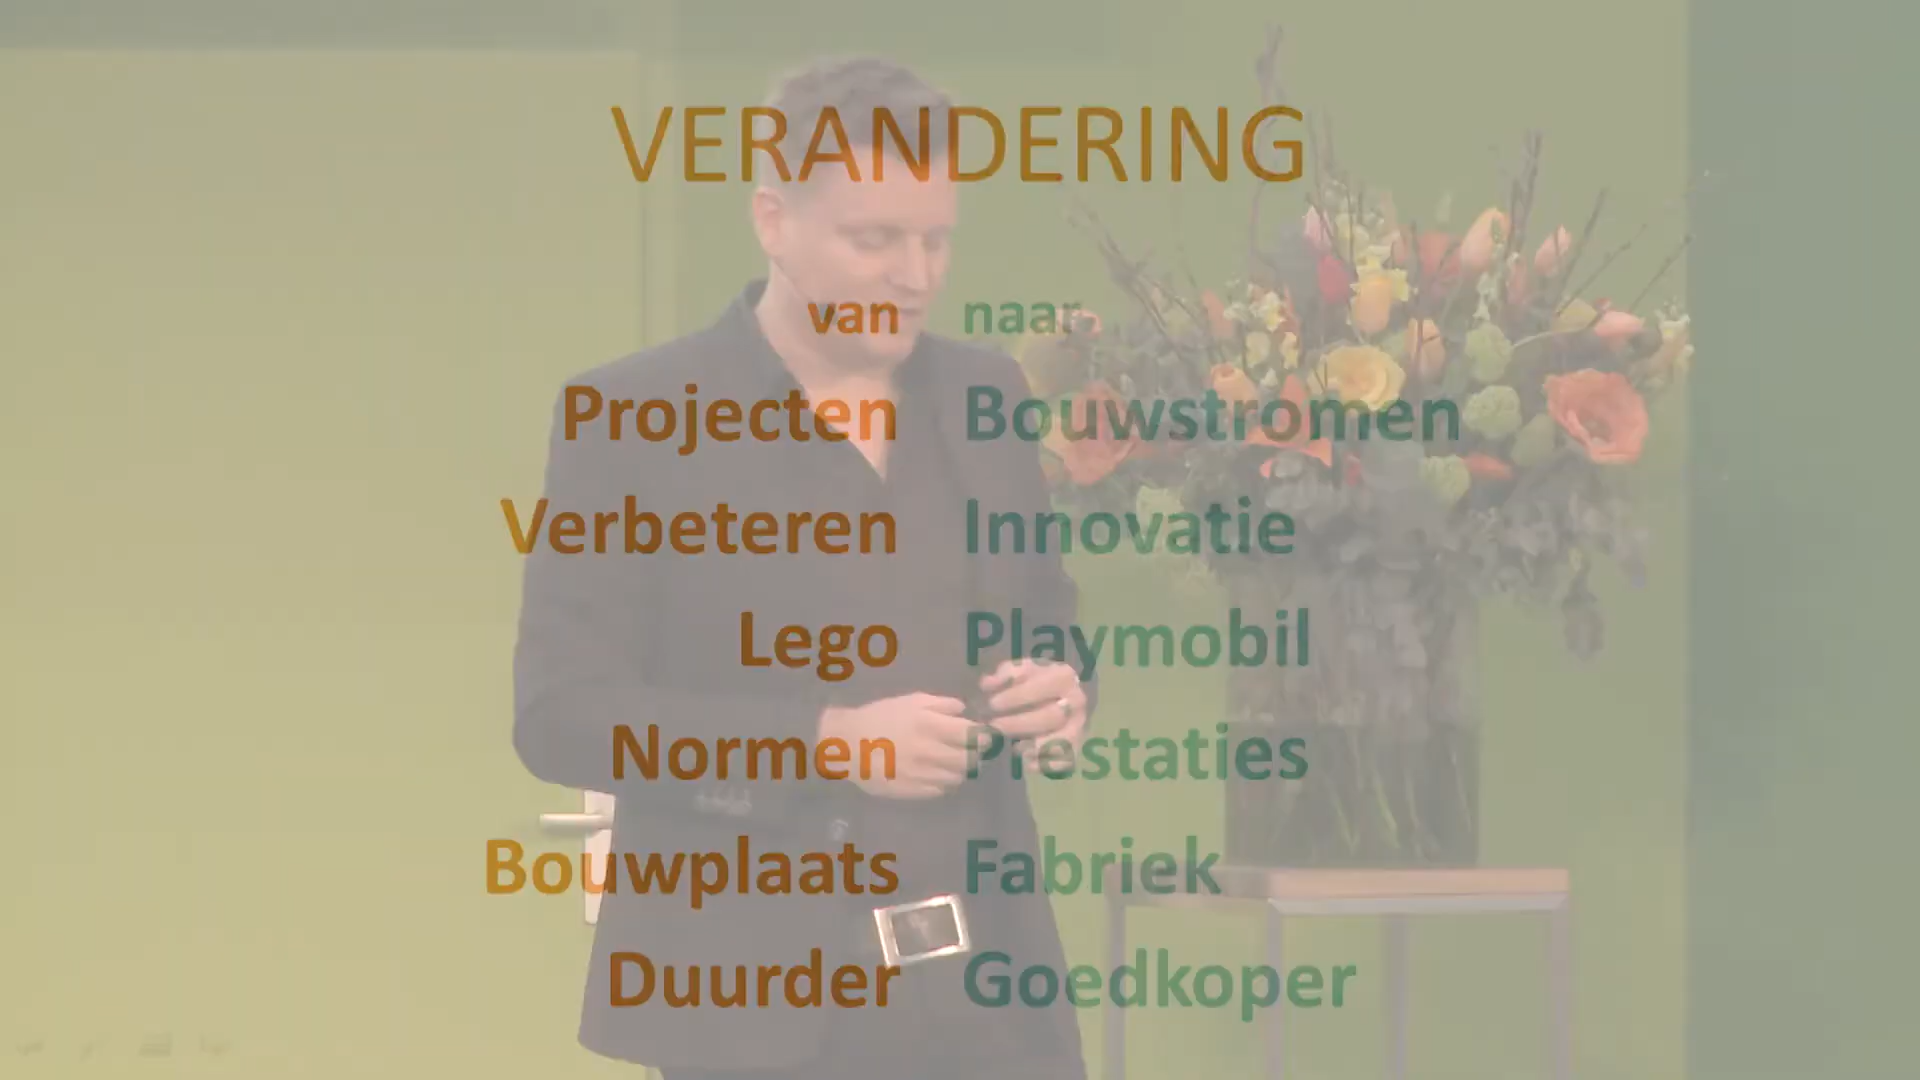 VERANDERING
van naar
Projecten Bouwstromen
Verbeteren Innovatie
Lego Playmobil
Normen Prestaties
Bouwplaats Fabriek
Duurder Goedkoper